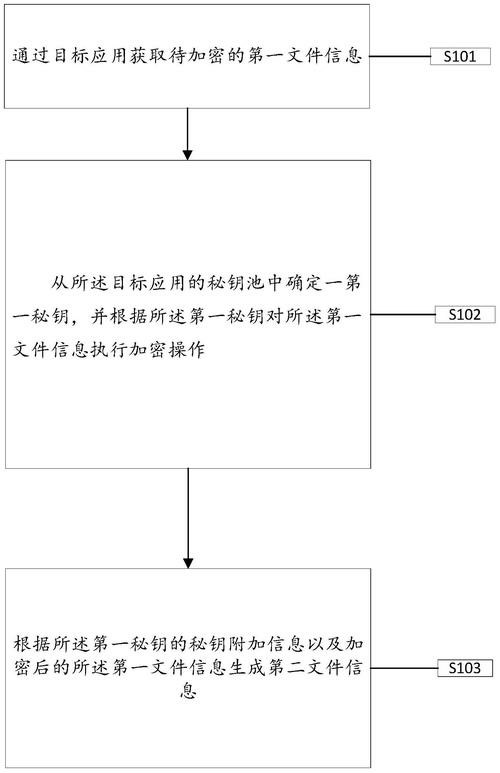 通过目标应用获取待加密的第一文件信息
S101
从所述目标应用的秘钥池中确定一第
一秘钥，并根据所述第一秘钥对所述第一
文件信息执行加密操作
S102
根据所述第一秘钥的秘钥附加信息以及加
密后的所述第一文件信息生成第二文件信
息
S103